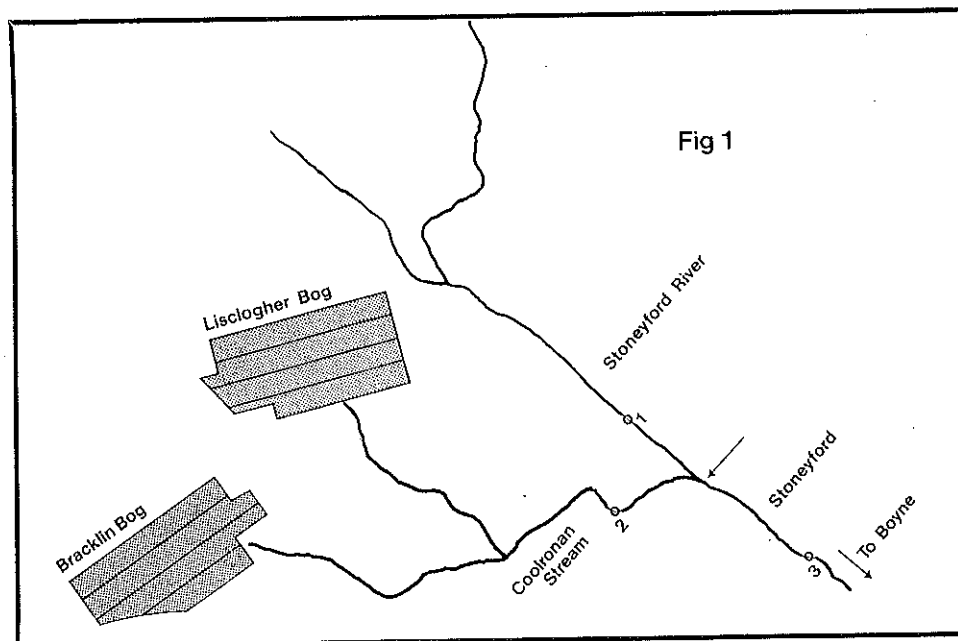 Fig 1
Stoneyford River
Lisclogher Bog
1
Stoneyford
Bracklin Bog
2
Coolronan
Stream
To Boyne
3